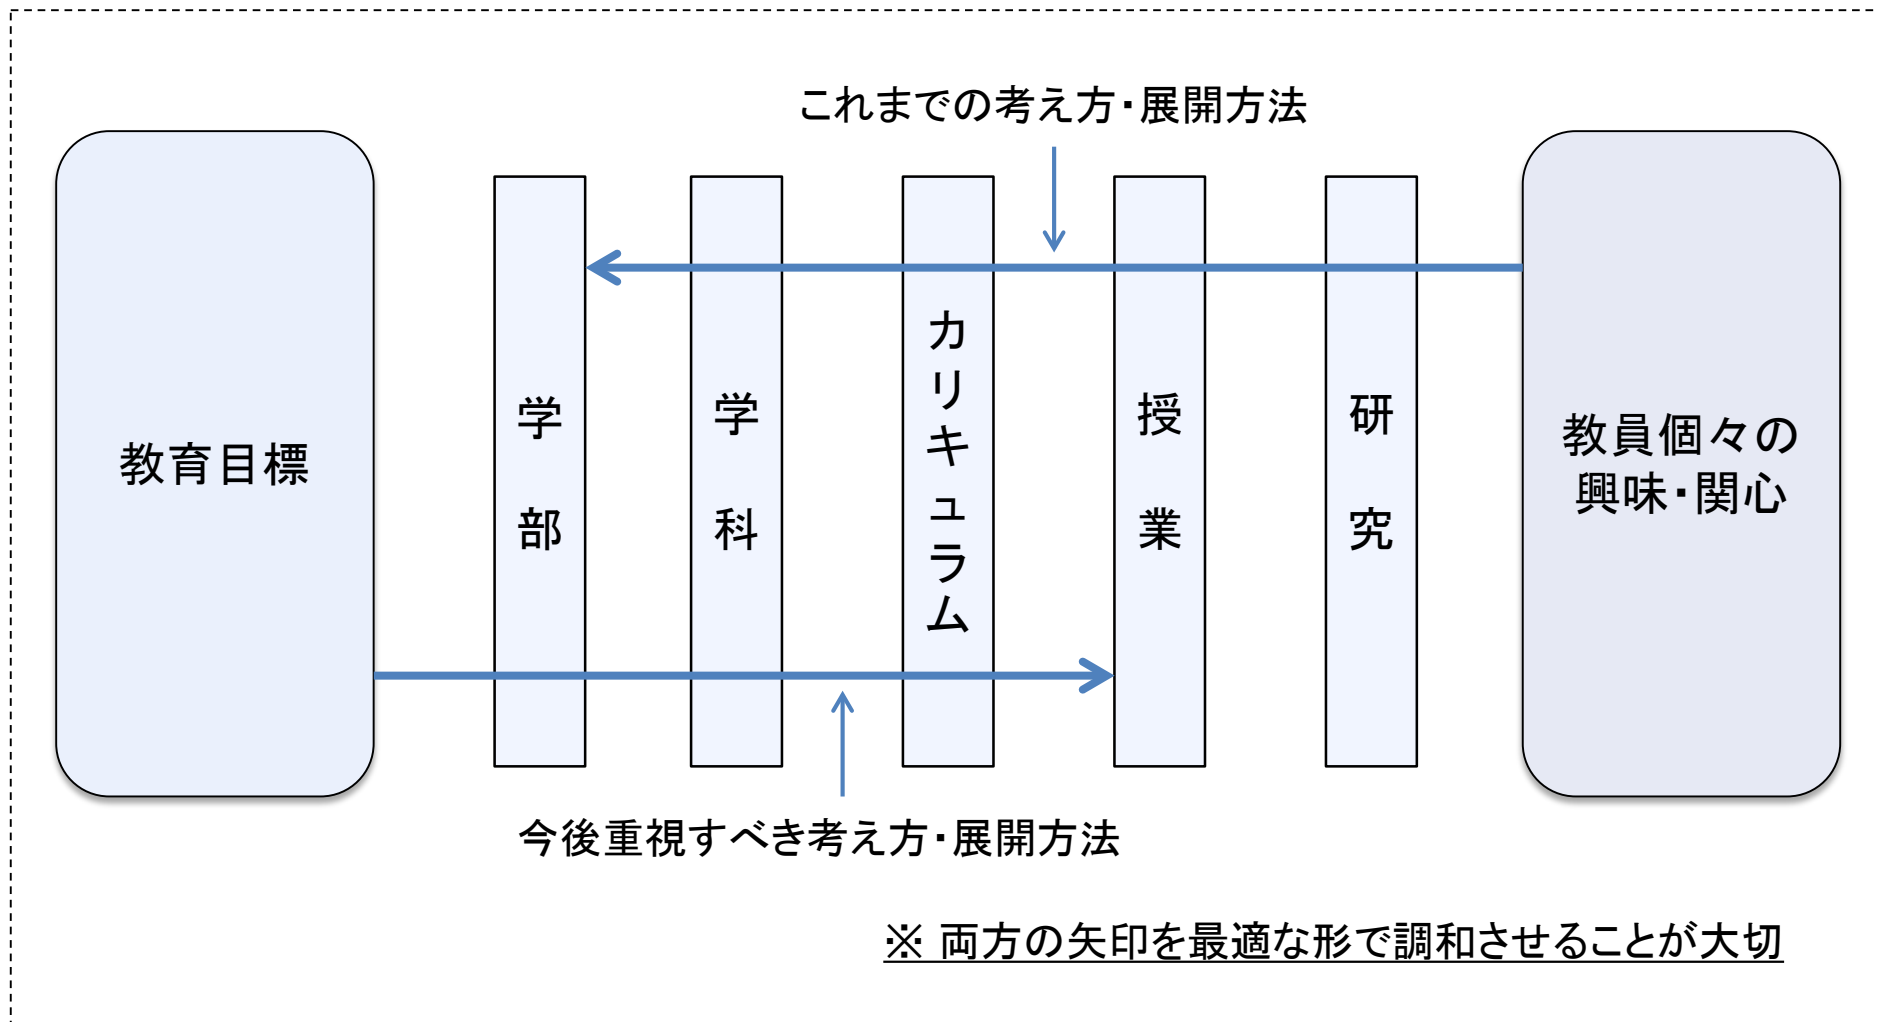 これまでの考え方・展開方法
教育目標
学部
学科
カリキュラム
授業
研究
教員個々の
興味・関心
今後重視すべき考え方・展開方法
※ 両方の矢印を最適な形で調和させることが大切